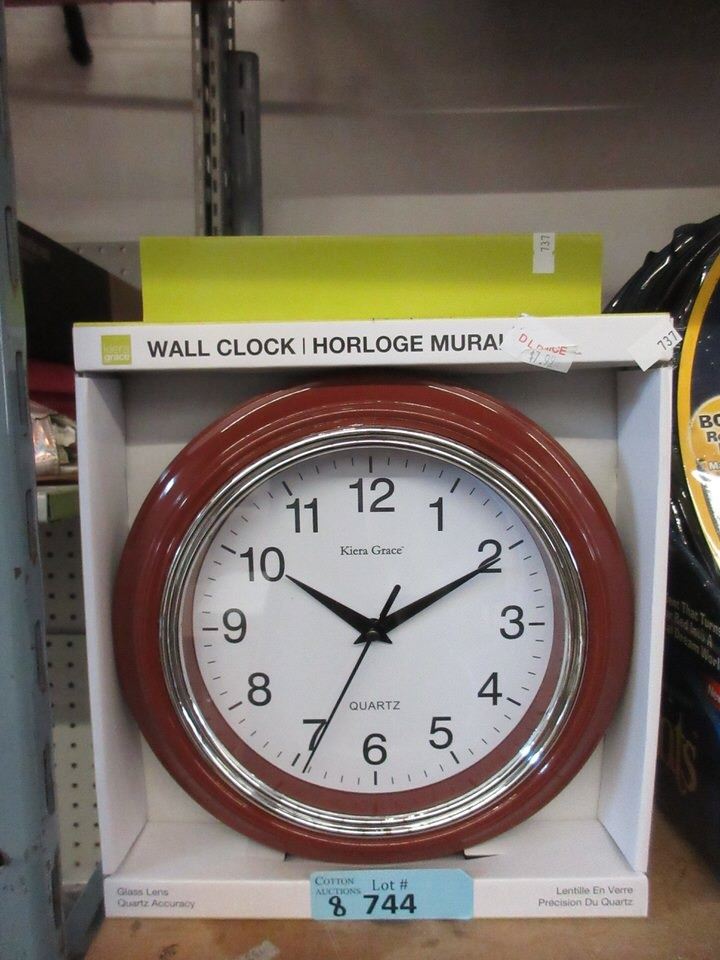 737
kiera
grace
WALL CLOCK | HORLOGE MURAL
737
12
11
1
Kiera Grace
10
2
9
3
8
QUARTZ
4
7
5
6
Glass Lens
Quartz Accuracy
COTTON
AUCTIONS
Lot #
8 744
Lentille En Verre
Précision Du Quartz